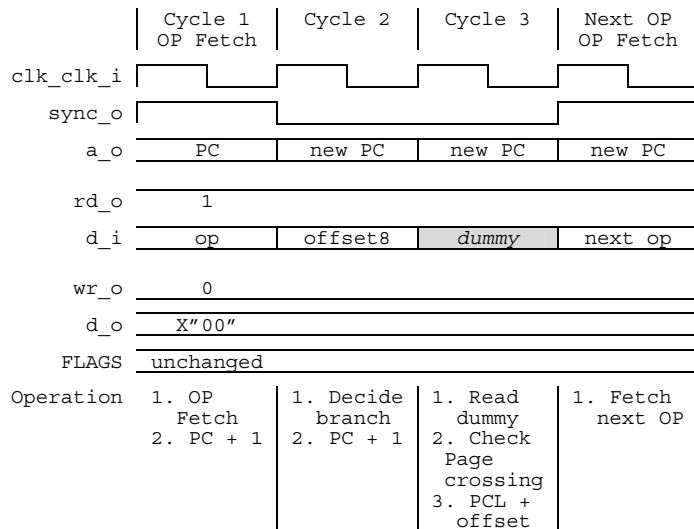 Cycle 1 Cycle 2 Cycle 3 Next OP
OP Fetch OP Fetch
clk_clk_i
sync_o
a_o PC new PC new PC new PC
rd_o 1
d_i op offset8 dummy next op
wr_o 0
d_o X"00"
FLAGS unchanged
Operation 1. OP 1. Decide 1. Read 1. Fetch
Fetch branch dummy next OP
2. PC + 1 2. PC + 1 2. Check
Page
crossing
3. PCL +
offset